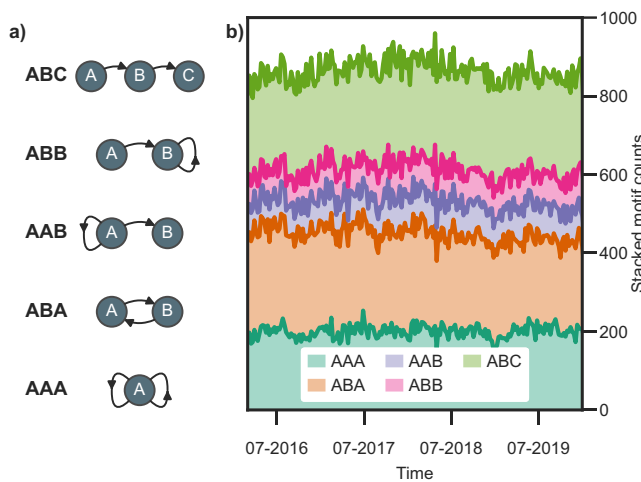 a)
ABC
A B C
ABB
A B
AAB
A B
ABA
A B
AAA
A
b)
1000
800
600
400
200
0
Stacked motif counts
AAA AAB ABC
ABA ABB
07-2016 07-2017 07-2018 07-2019
Time